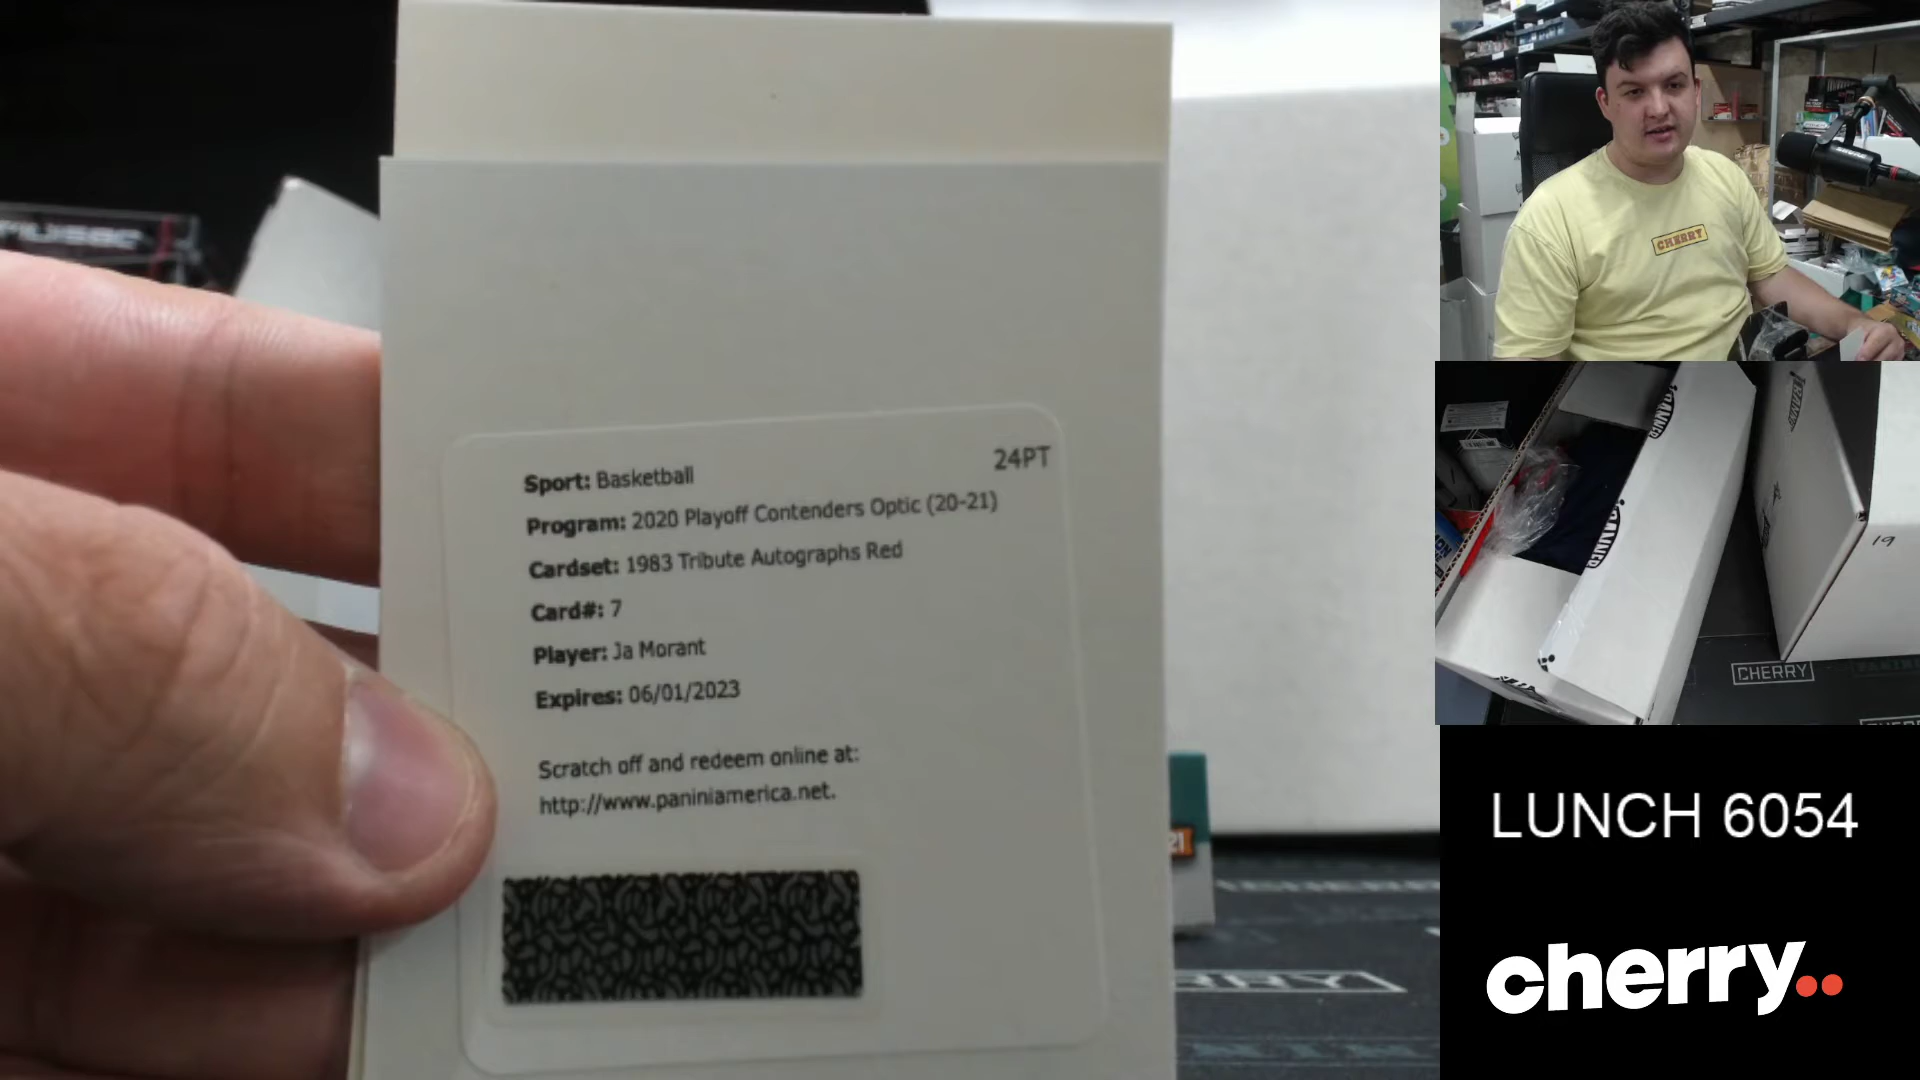 24PT
Sport: Basketball
Program: 2020 Playoff Contenders Optic (20-21)
Cardset: 1983 Tribute Autographs Red
Card#: 7
Player: Ja Morant
Expires: 06/01/2023
Scratch off and redeem online at:
http://www.paniniamerica.net.
CHERRY
19
CHERRY
LUNCH 6054
cherry..